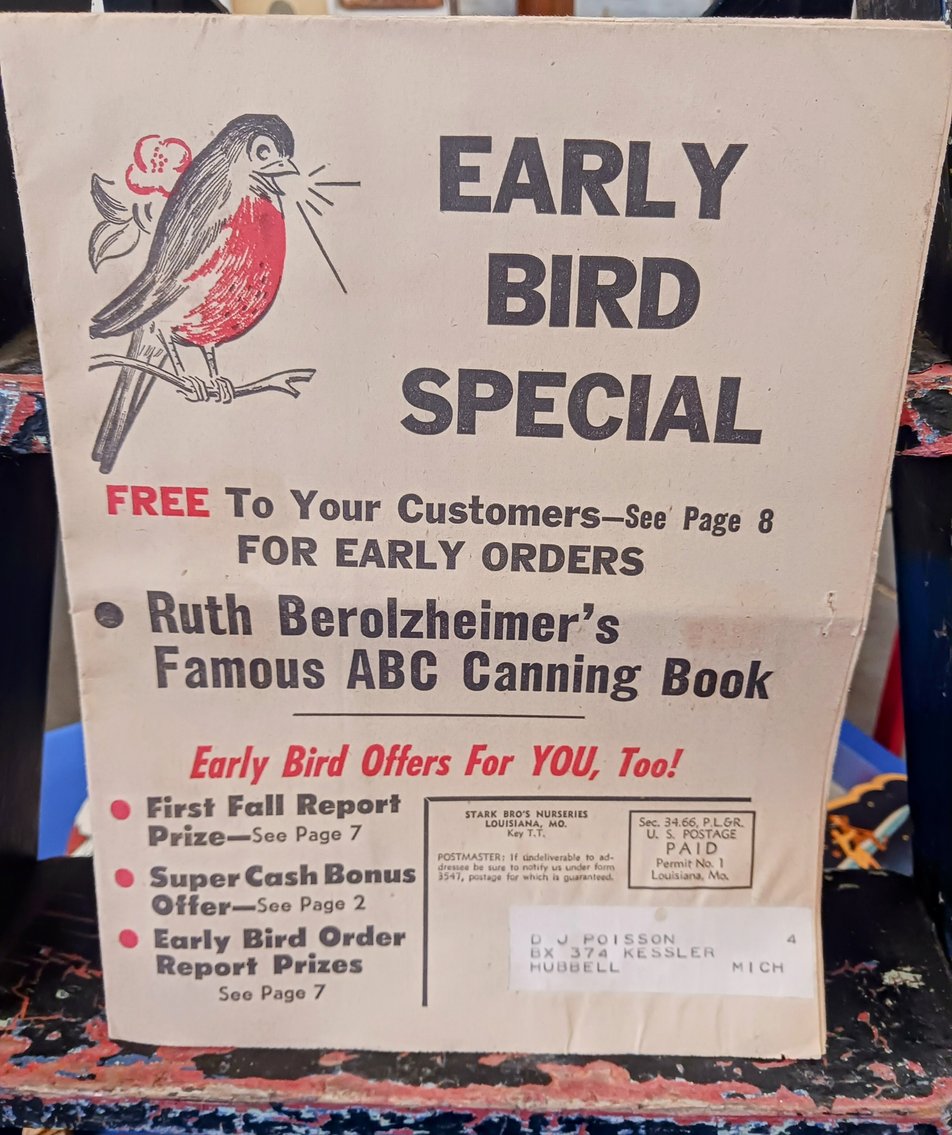 EARLY
BIRD
SPECIAL
FREE To Your Customers—See Page 8
FOR EARLY ORDERS
● Ruth Berolzheimer's
Famous ABC Canning Book
Early Bird Offers For YOU, Too!
● First Fall Report
Prize—See Page 7
● Super Cash Bonus
Offer—See Page 2
● Early Bird Order
Report Prizes
See Page 7
STARK BRO'S NURSERIES
LOUISIANA, MO.
Key T.T.
POSTMASTER: If undeliverable to ad-
dressee be sure to notify us under form
3547, postage for which is guaranteed.
Sec. 34.66, P.L.&R.
U. S. POSTAGE
PAID
Permit No. 1
Louisiana, Mo.
D J POISSON 4
BX 374 KESSLER
HUBBELL MICH